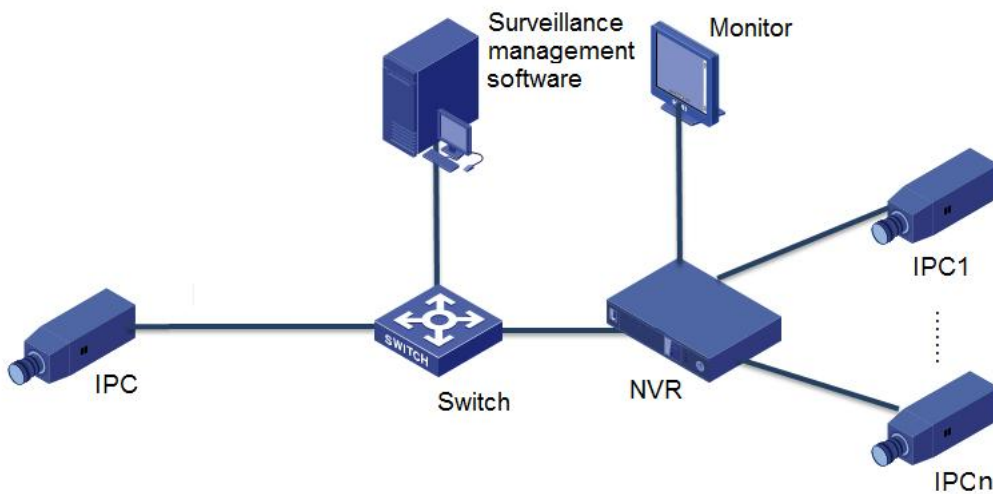 Surveillance
management
software
Monitor
IPC1
IPC
SWITCH
Switch
NVR
IPCn